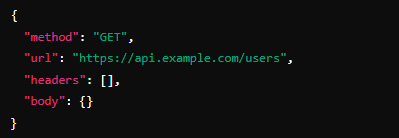 {
  "method": "GET",
  "url": "https://api.example.com/users",
  "headers": [],
  "body": {}
}